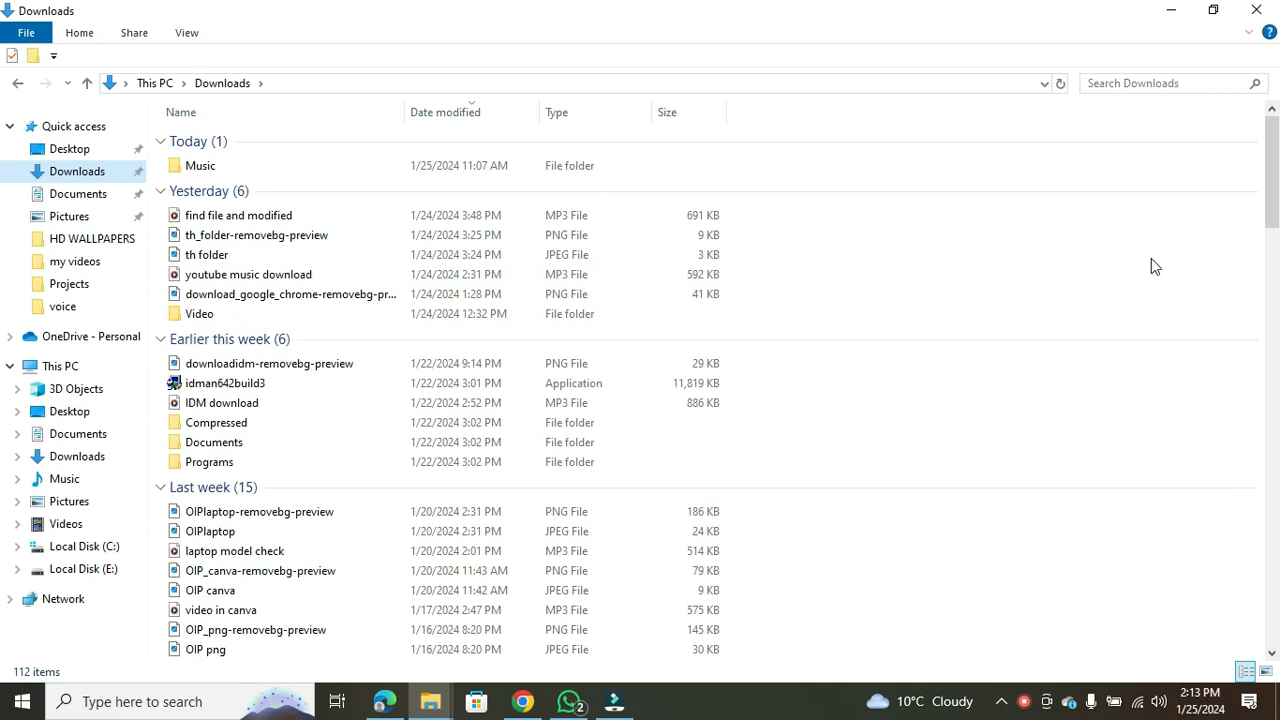 Downloads
File Home Share View
This PC Downloads Search Downloads
Name Date modified Type Size
Quick access
Desktop
Downloads
Documents
Pictures
HD WALLPAPERS
my videos
Projects
voice
OneDrive - Personal
This PC
3D Objects
Desktop
Documents
Downloads
Music
Pictures
Videos
Local Disk (C:)
Local Disk (E:)
Network
Today (1)
Music 1/25/2024 11:07 AM File folder
Yesterday (6)
find file and modified 1/24/2024 3:48 PM MP3 File 691 KB
th_folder-removebg-preview 1/24/2024 3:25 PM PNG File 9 KB
th folder 1/24/2024 3:24 PM JPEG File 3 KB
youtube music download 1/24/2024 2:31 PM MP3 File 592 KB
download_google_chrome-removebg-pr... 1/24/2024 1:28 PM PNG File 41 KB
Video 1/24/2024 12:32 PM File folder
Earlier this week (6)
downloadidm-removebg-preview 1/22/2024 9:14 PM PNG File 29 KB
idman642build3 1/22/2024 3:01 PM Application 11,819 KB
IDM download 1/22/2024 2:52 PM MP3 File 886 KB
Compressed 1/22/2024 3:02 PM File folder
Documents 1/22/2024 3:02 PM File folder
Programs 1/22/2024 3:02 PM File folder
Last week (15)
OIPlaptop-removebg-preview 1/20/2024 2:31 PM PNG File 186 KB
OIPlaptop 1/20/2024 2:31 PM JPEG File 24 KB
laptop model check 1/20/2024 2:01 PM MP3 File 514 KB
OIP_canva-removebg-preview 1/20/2024 11:43 AM PNG File 79 KB
OIP canva 1/20/2024 11:42 AM JPEG File 9 KB
video in canva 1/17/2024 2:47 PM MP3 File 575 KB
OIP_png-removebg-preview 1/16/2024 8:20 PM PNG File 145 KB
OIP png 1/16/2024 8:20 PM JPEG File 30 KB
112 items
Type here to search 2 10°C Cloudy 2:13 PM
1/25/2024